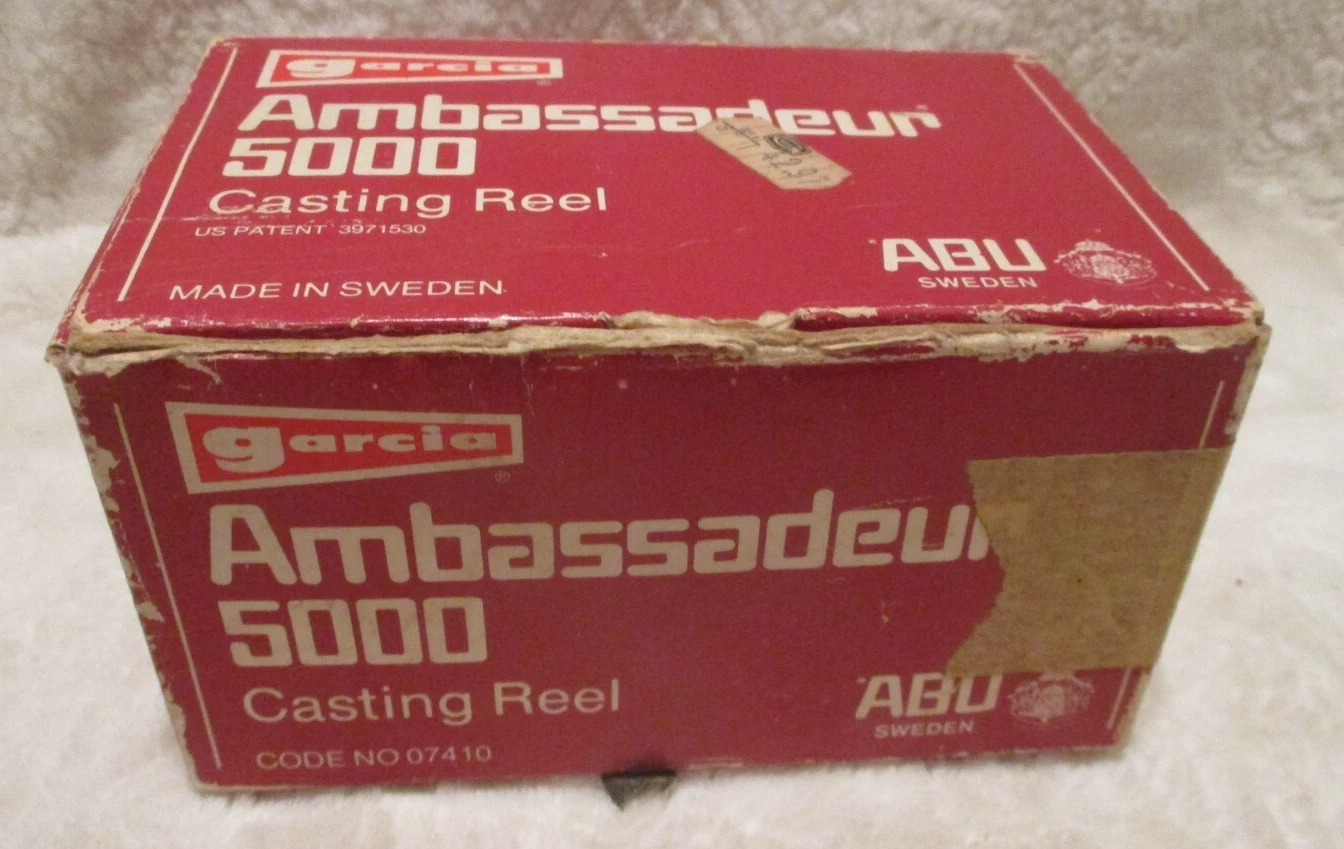 garcia
®
Ambassadeur
5000
Casting Reel
US PATENT 3971530
MADE IN SWEDEN
ABU
SWEDEN
garcia
®
Ambassadeur
5000
Casting Reel
CODE NO 07410
ABU
SWEDEN